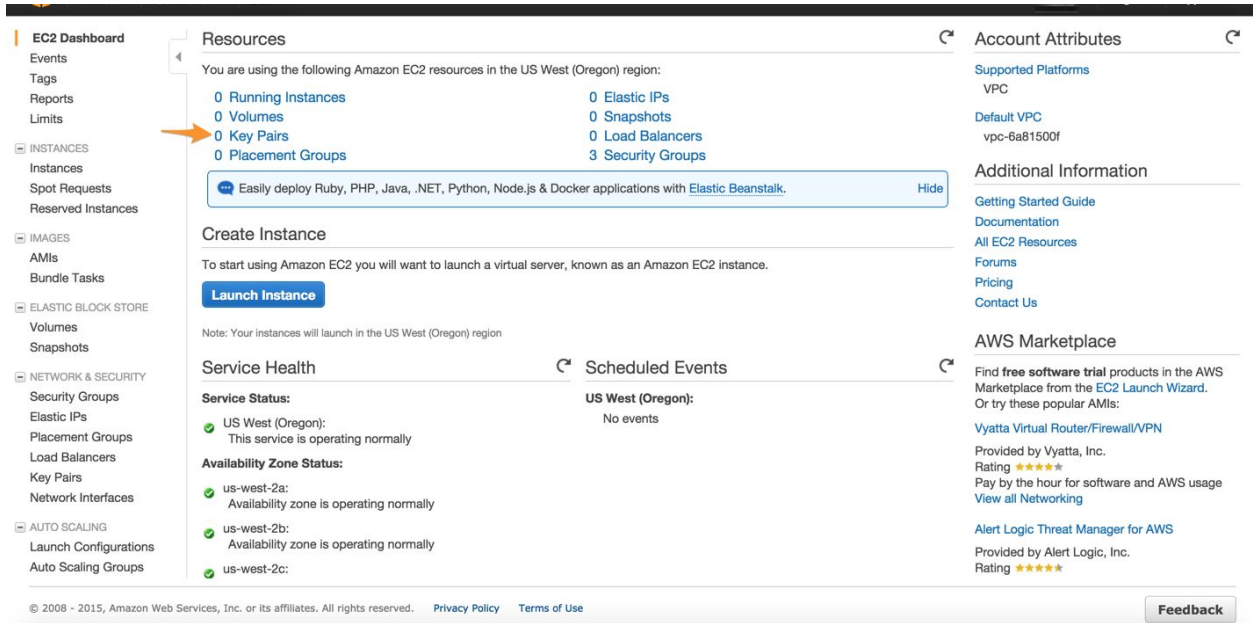 EC2 Dashboard
Events
Tags
Reports
Limits
INSTANCES
Instances
Spot Requests
Reserved Instances
IMAGES
AMIs
Bundle Tasks
ELASTIC BLOCK STORE
Volumes
Snapshots
NETWORK & SECURITY
Security Groups
Elastic IPs
Placement Groups
Load Balancers
Key Pairs
Network Interfaces
AUTO SCALING
Launch Configurations
Auto Scaling Groups
Resources
You are using the following Amazon EC2 resources in the US West (Oregon) region:
0 Running Instances
0 Volumes
0 Key Pairs
0 Placement Groups
0 Elastic IPs
0 Snapshots
0 Load Balancers
3 Security Groups
Easily deploy Ruby, PHP, Java, .NET, Python, Node.js & Docker applications with Elastic Beanstalk.
Hide
Create Instance
To start using Amazon EC2 you will want to launch a virtual server, known as an Amazon EC2 instance.
Launch Instance
Note: Your instances will launch in the US West (Oregon) region
Service Health
Service Status:
US West (Oregon):
This service is operating normally
Availability Zone Status:
us-west-2a:
Availability zone is operating normally
us-west-2b:
Availability zone is operating normally
us-west-2c:
Scheduled Events
US West (Oregon):
No events
Account Attributes
Supported Platforms
VPC
Default VPC
vpc-6a81500f
Additional Information
Getting Started Guide
Documentation
All EC2 Resources
Forums
Pricing
Contact Us
AWS Marketplace
Find free software trial products in the AWS
Marketplace from the EC2 Launch Wizard.
Or try these popular AMIs:
Vyatta Virtual Router/Firewall/VPN
Provided by Vyatta, Inc.
Rating
Pay by the hour for software and AWS usage
View all Networking
Alert Logic Threat Manager for AWS
Provided by Alert Logic, Inc.
Rating
© 2008 - 2015, Amazon Web Services, Inc. or its affiliates. All rights reserved. Privacy Policy Terms of Use
Feedback